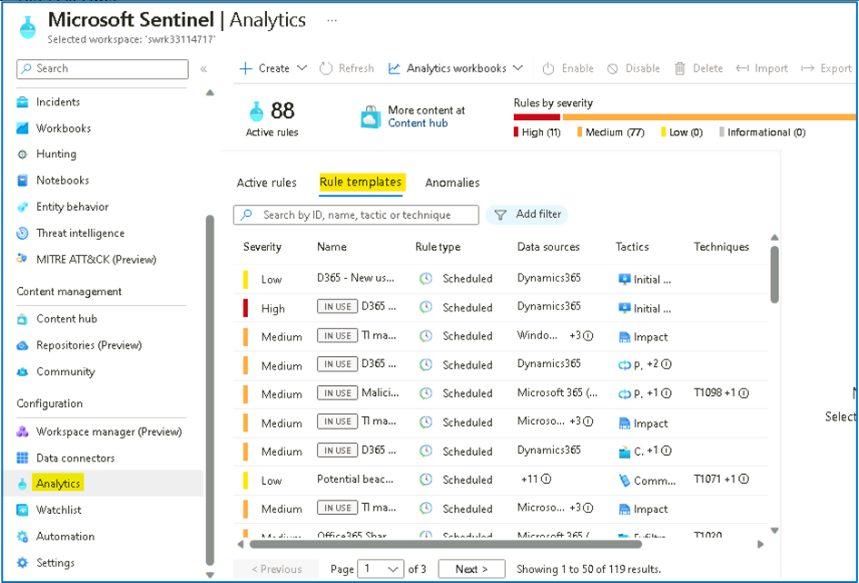 Microsoft Sentinel | Analytics ...
Selected workspace: 'swrk33114717'
Search «
Incidents
Workbooks
Hunting
Notebooks
Entity behavior
Threat intelligence
MITRE ATT&CK (Preview)
Content management
Content hub
Repositories (Preview)
Community
Configuration
Workspace manager (Preview)
Data connectors
Analytics
Watchlist
Automation
Settings
+ Create Refresh Analytics workbooks Enable Disable Delete Import Export
88
Active rules
More content at
Content hub
Rules by severity
High (11) Medium (77) Low (0) Informational (0)
Active rules Rule templates Anomalies
Search by ID, name, tactic or technique Add filter
Severity Name Rule type Data sources Tactics Techniques
Low D365 - New us... Scheduled Dynamics365 Initial ...
High IN USE D365 ... Scheduled Dynamics365 Initial ...
Medium IN USE TI ma... Scheduled Windo... +3 Impact
Medium IN USE D365 ... Scheduled Dynamics365 P, +2
Medium IN USE Malici... Scheduled Microsoft 365 (... P, +1 T1098 +1
Medium IN USE TI ma... Scheduled Microso... +3 Impact
Medium IN USE D365 ... Scheduled Dynamics365 C, +1
Low Potential beac... Scheduled +11 Comm... T1071 +1
Medium IN USE TI ma... Scheduled Microso... +3 Impact
Medium Office365 Shar Scheduled Microsoft 365 ( Exfiltr T1020
< Previous Page 1 of 3 Next > Showing 1 to 50 of 119 results.
Select